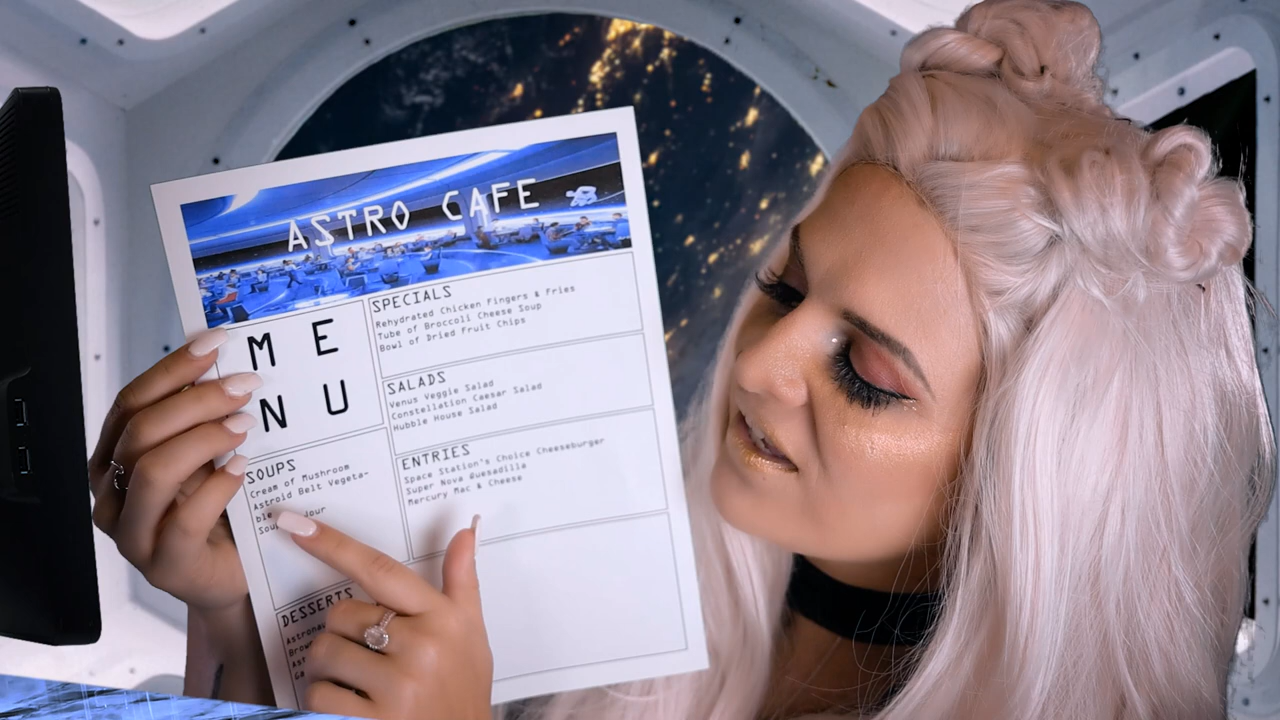 ASTRO CAFE
M E
N U
SPECIALS
Rehydrated Chicken Fingers & Fries
Tube of Broccoli Cheese Soup
Bowl of Dried Fruit Chips
SALADS
Venus Veggie Salad
Constellation Caesar Salad
Hubble House Salad
ENTRIES
Space Station's Choice Cheeseburger
Super Nova Quesadilla
Mercury Mac & Cheese
SOUPS
Cream of Mushroom
Astroid Belt Vegeta-
ble
Jour
DESSERTS